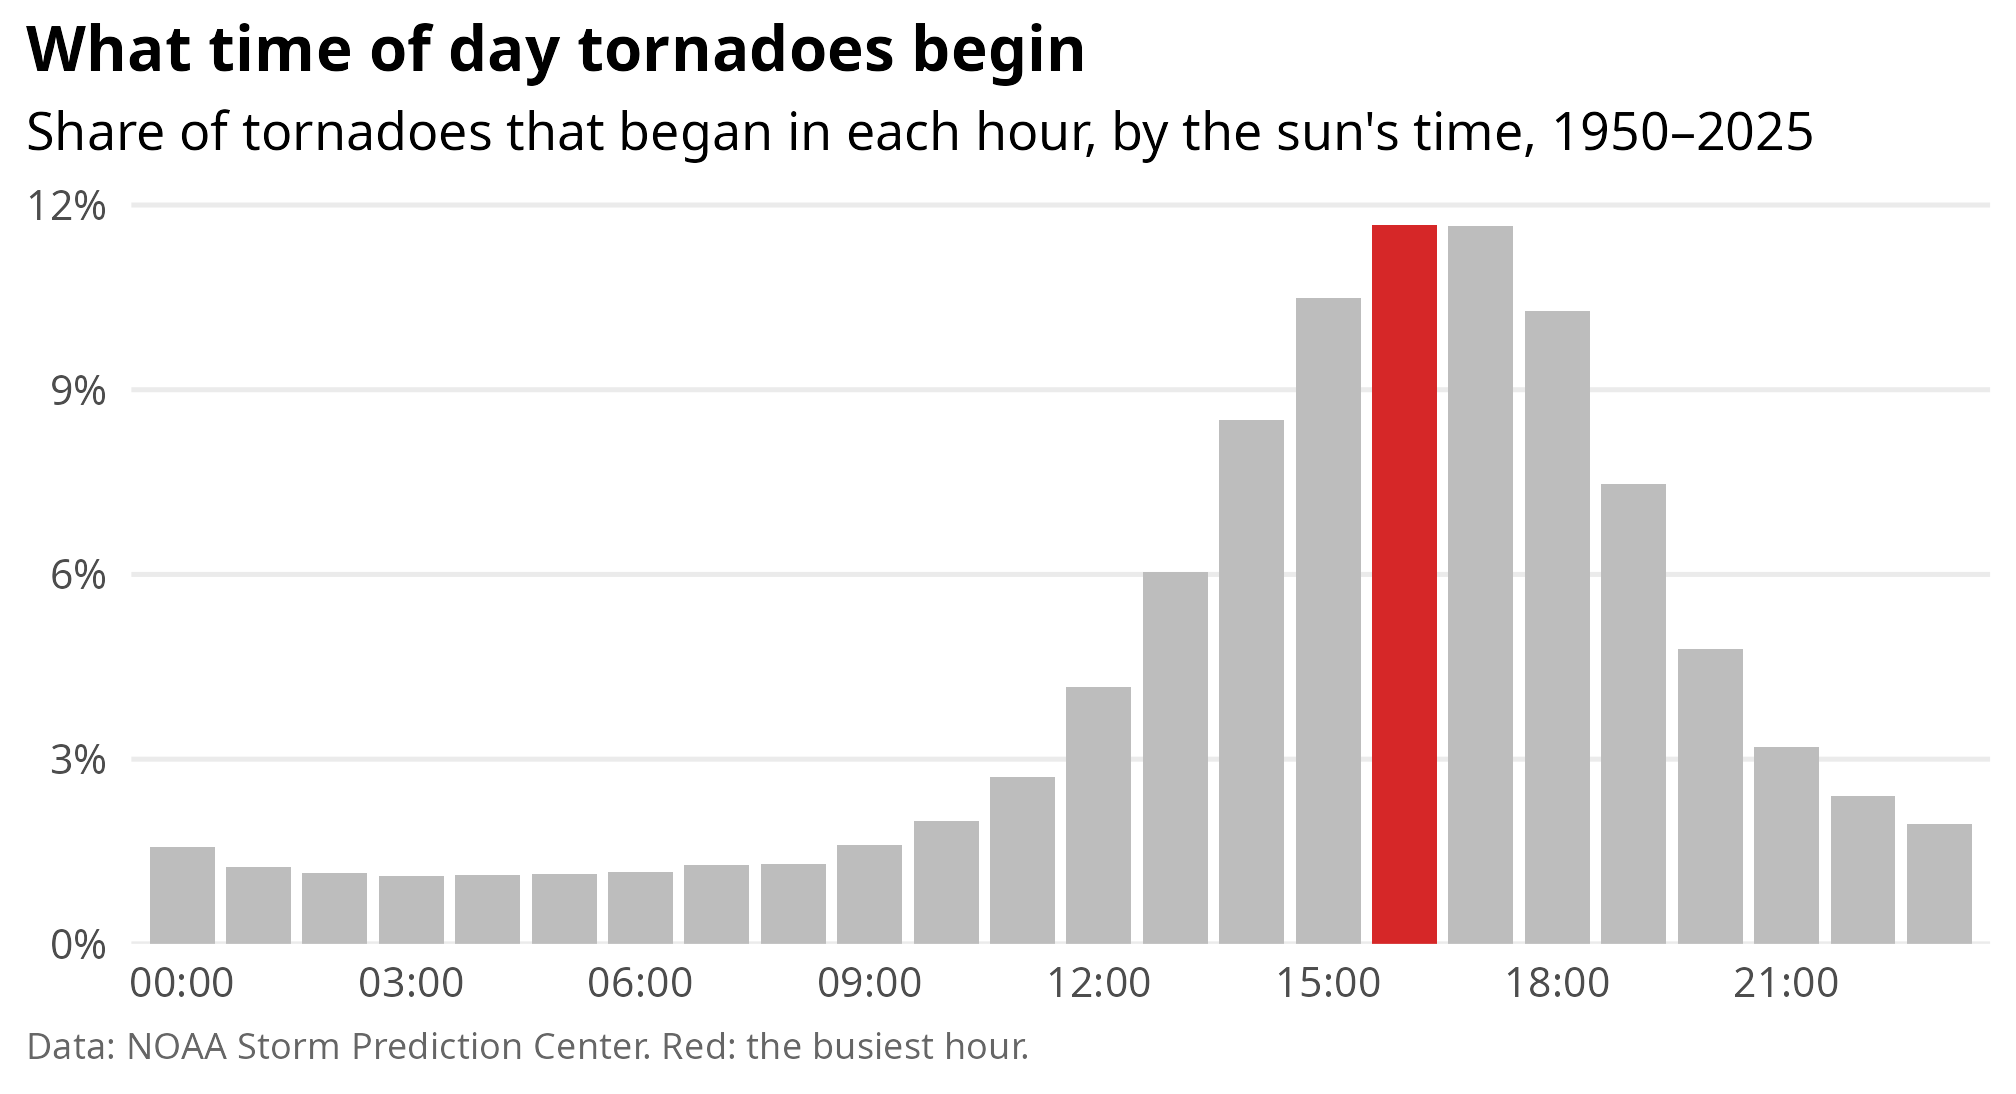 What time of day tornadoes begin
Share of tornadoes that began in each hour, by the sun's time, 1950–2025
12%
9%
6%
3%
0%
00:00 03:00 06:00 09:00 12:00 15:00 18:00 21:00
Data: NOAA Storm Prediction Center. Red: the busiest hour.